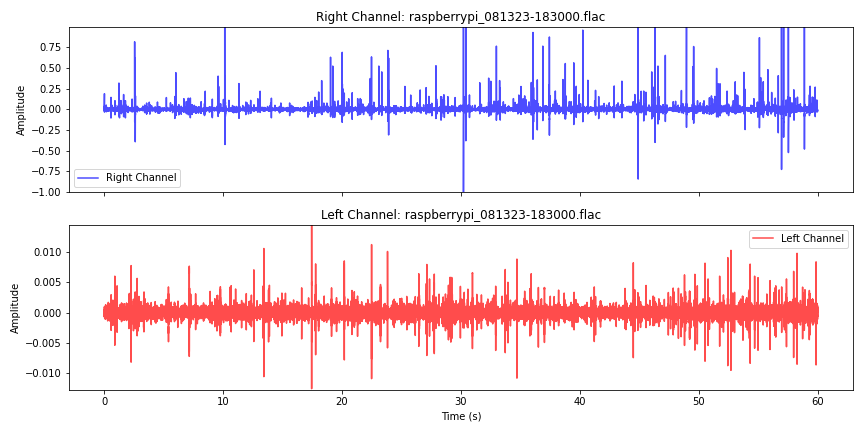 Right Channel: raspberrypi_081323-183000.flac
Amplitude
0.75
0.50
0.25
0.00
−0.25
−0.50
−0.75
−1.00
Right Channel
Left Channel: raspberrypi_081323-183000.flac
Amplitude
0.010
0.005
0.000
−0.005
−0.010
Left Channel
0 10 20 30 40 50 60
Time (s)